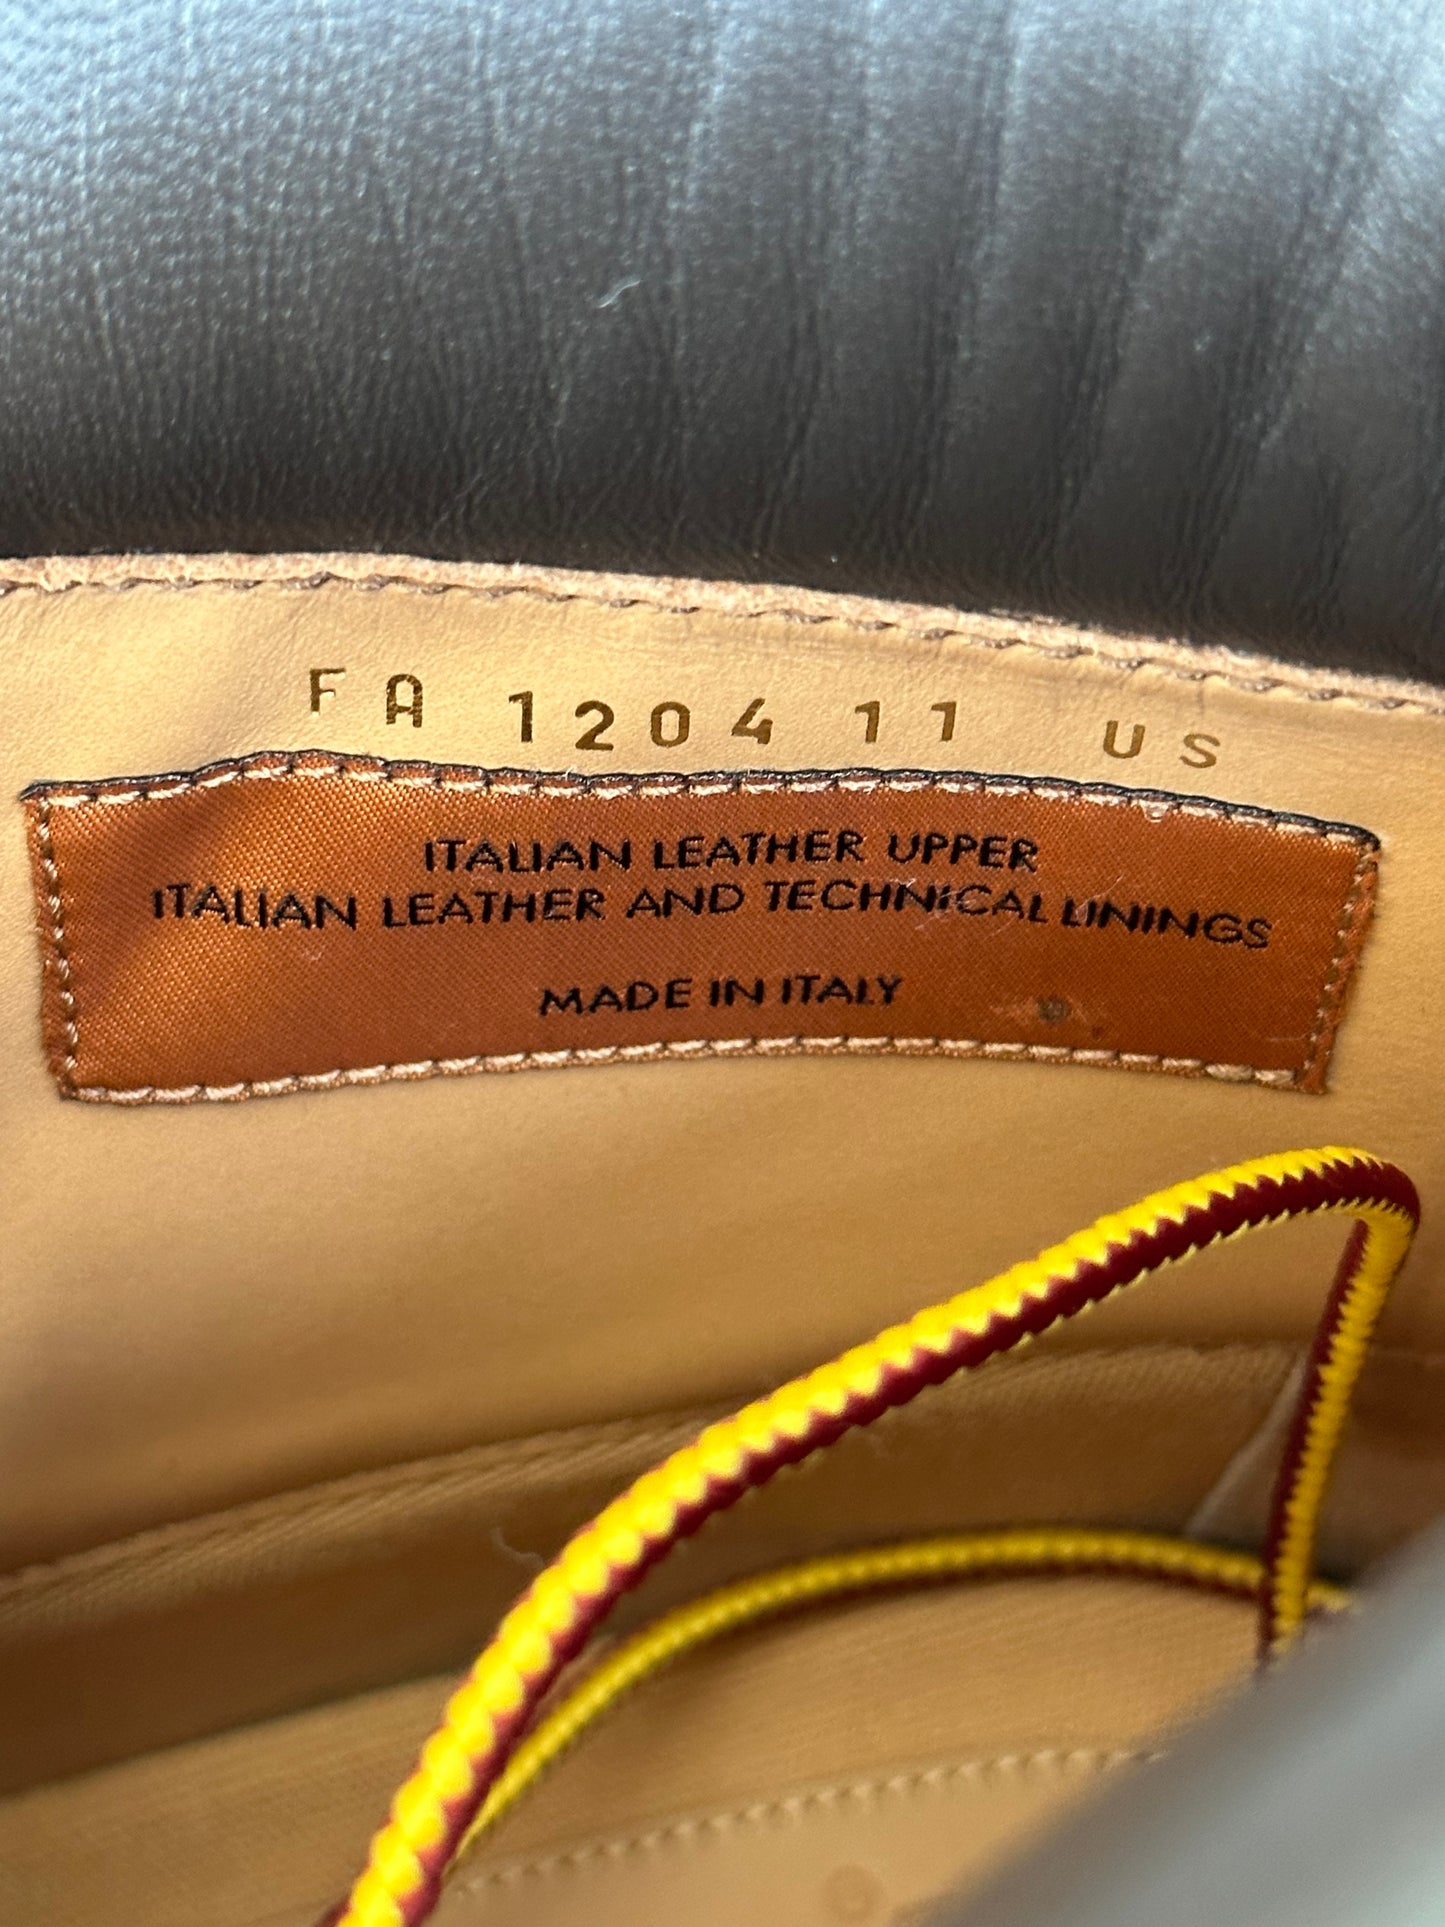 FA 1204 11 US
ITALIAN LEATHER UPPER
ITALIAN LEATHER AND TECHNICAL LININGS
MADE IN ITALY